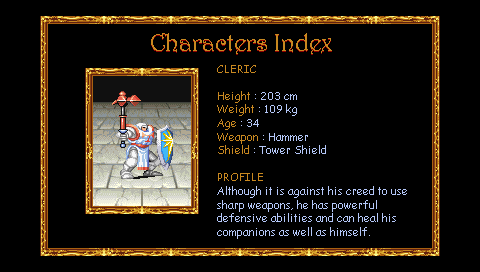 Characters Index
CLERIC
Height : 203 cm
Weight : 109 kg
Age : 34
Weapon : Hammer
Shield : Tower Shield
PROFILE
Although it is against his creed to use
sharp weapons, he has powerful
defensive abilities and can heal his
companions as well as himself.